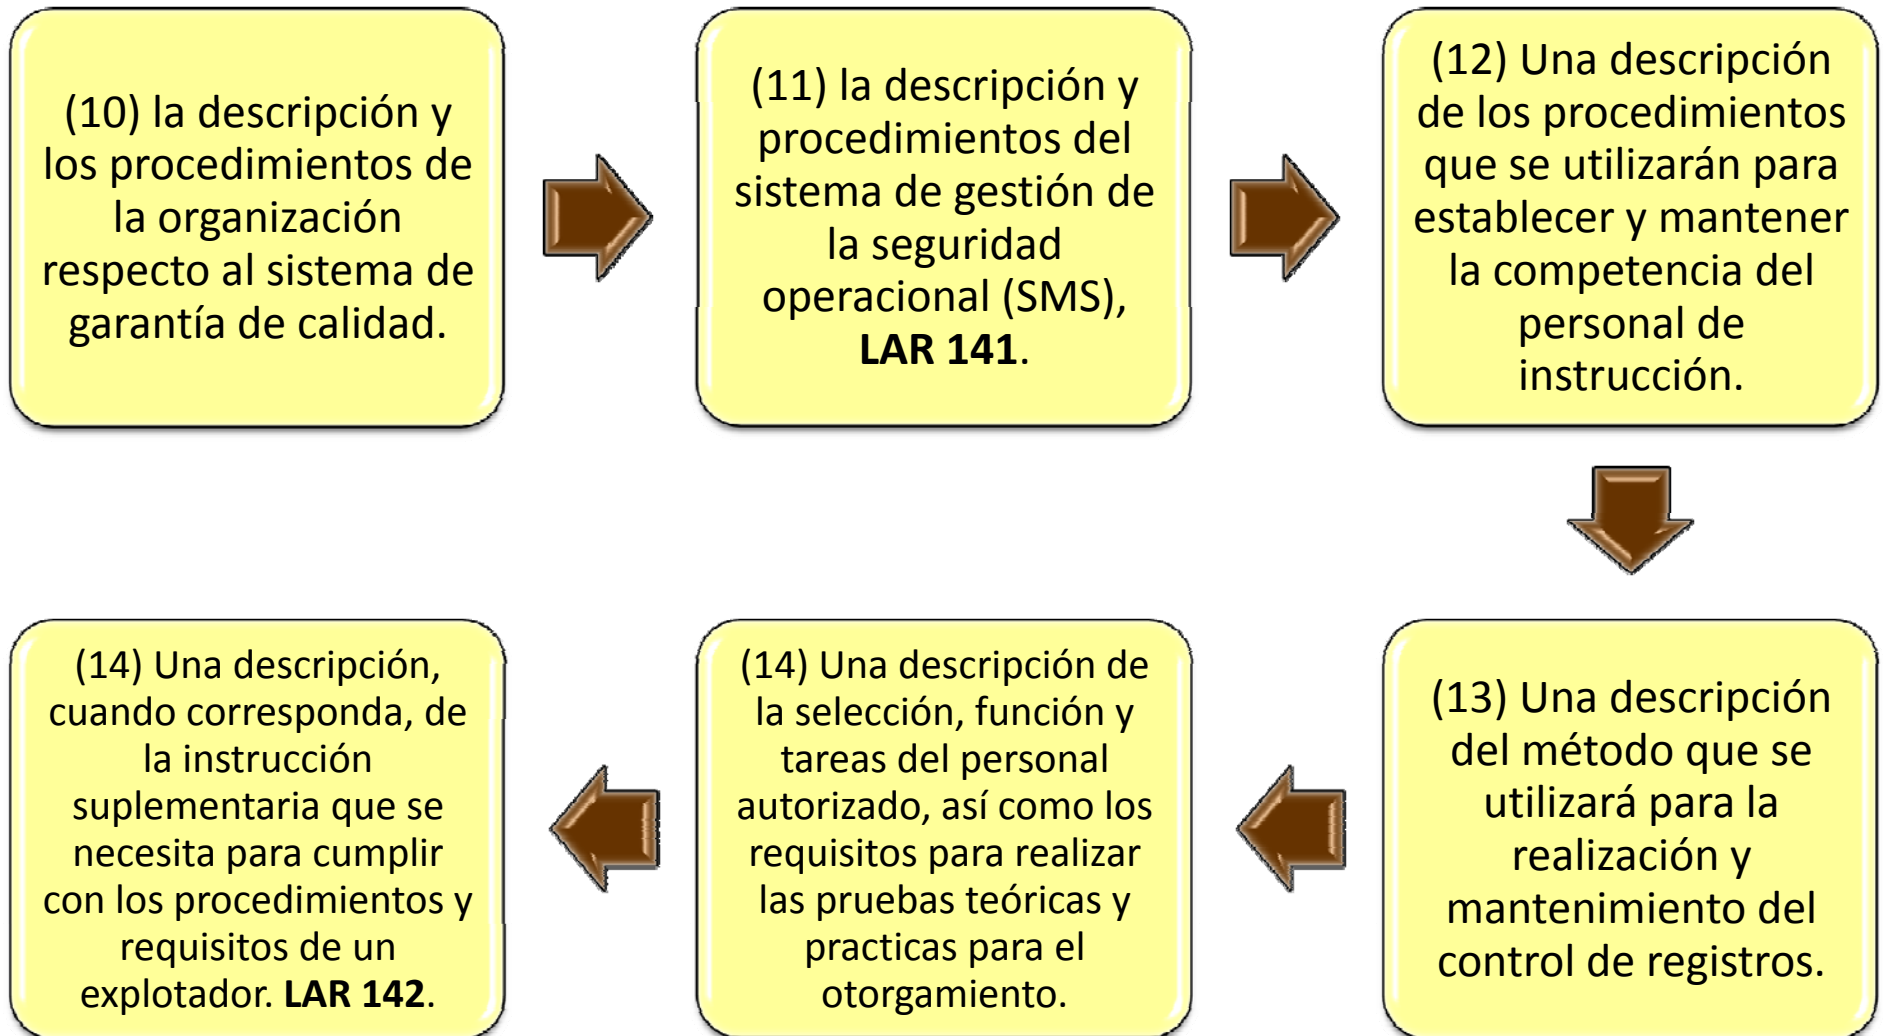 (10) la descripción y
los procedimientos de
la organización
respecto al sistema de
garantía de calidad.
(11) la descripción y
procedimientos del
sistema de gestión de
la seguridad
operacional (SMS),
LAR 141.
(12) Una descripción
de los procedimientos
que se utilizarán para
establecer y mantener
la competencia del
personal de
instrucción.
(13) Una descripción
del método que se
utilizará para la
realización y
mantenimiento del
control de registros.
(14) Una descripción de
la selección, función y
tareas del personal
autorizado, así como los
requisitos para realizar
las pruebas teóricas y
practicas para el
otorgamiento.
(14) Una descripción,
cuando corresponda, de
la instrucción
suplementaria que se
necesita para cumplir
con los procedimientos y
requisitos de un
explotador. LAR 142.